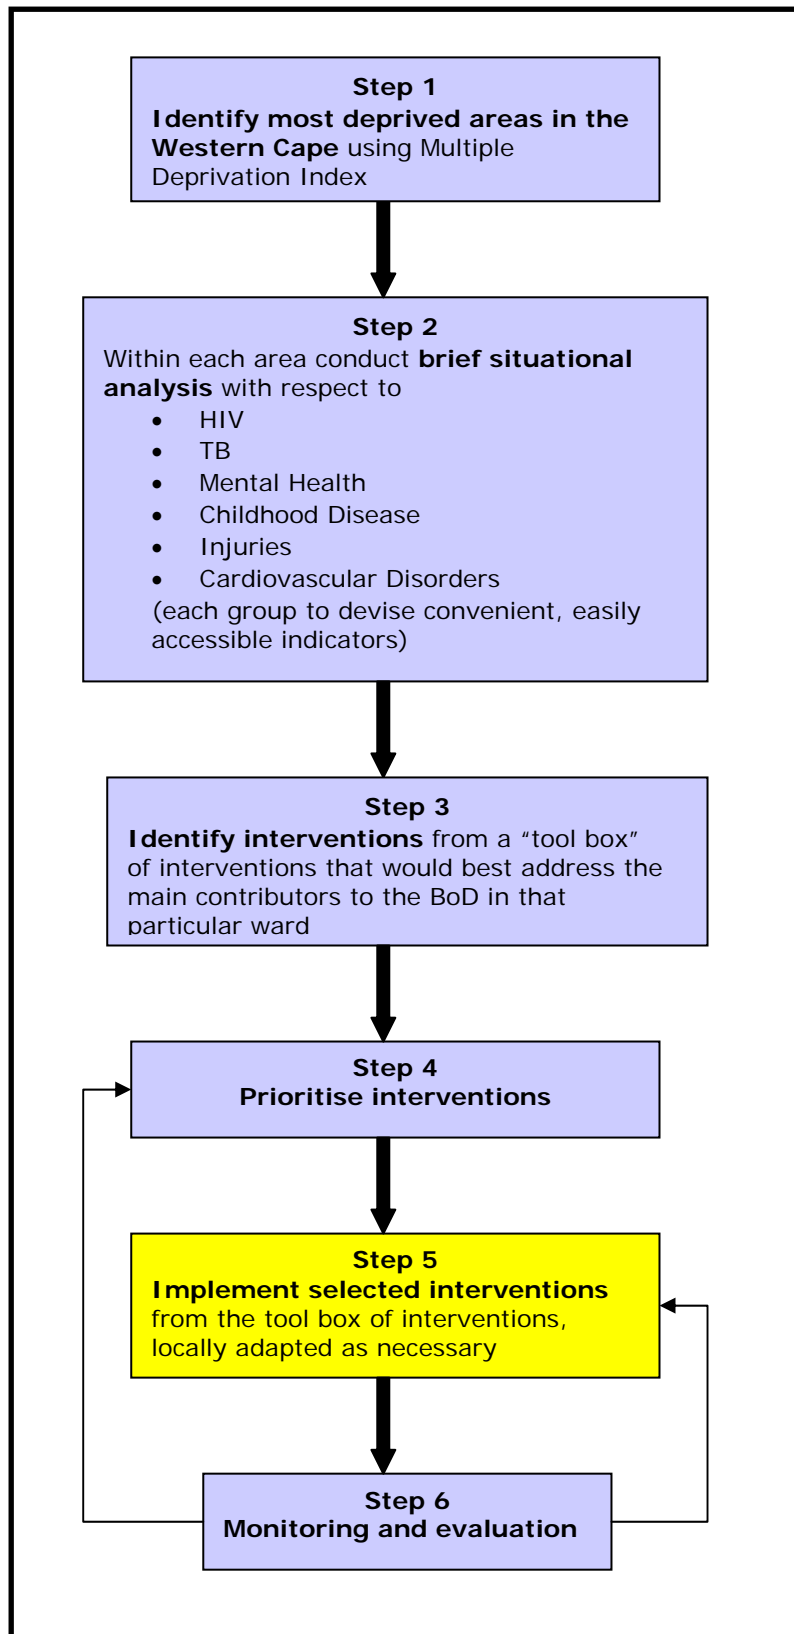 Step 1
Identify most deprived areas in the
Western Cape using Multiple
Deprivation Index
Step 2
Within each area conduct brief situational
analysis with respect to
• HIV
• TB
• Mental Health
• Childhood Disease
• Injuries
• Cardiovascular Disorders
(each group to devise convenient, easily
accessible indicators)
Step 3
Identify interventions from a “tool box”
of interventions that would best address the
main contributors to the BoD in that
particular ward
Step 4
Prioritise interventions
Step 5
Implement selected interventions
from the tool box of interventions,
locally adapted as necessary
Step 6
Monitoring and evaluation